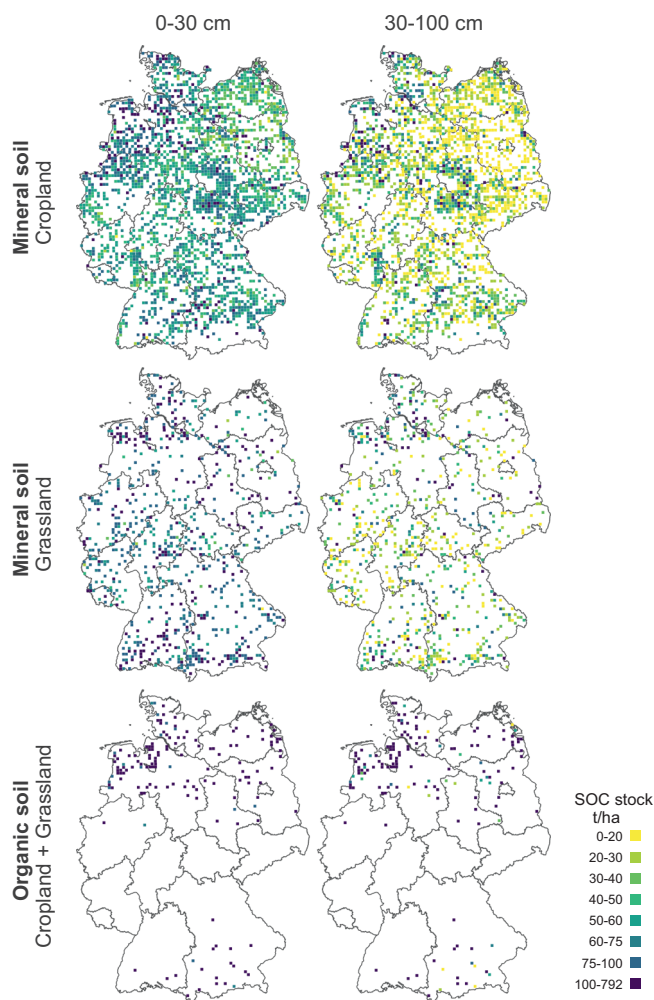 0-30 cm
30-100 cm
Mineral soil
Cropland
Mineral soil
Grassland
Organic soil
Cropland + Grassland
SOC stock
t/ha
0-20
20-30
30-40
40-50
50-60
60-75
75-100
100-792